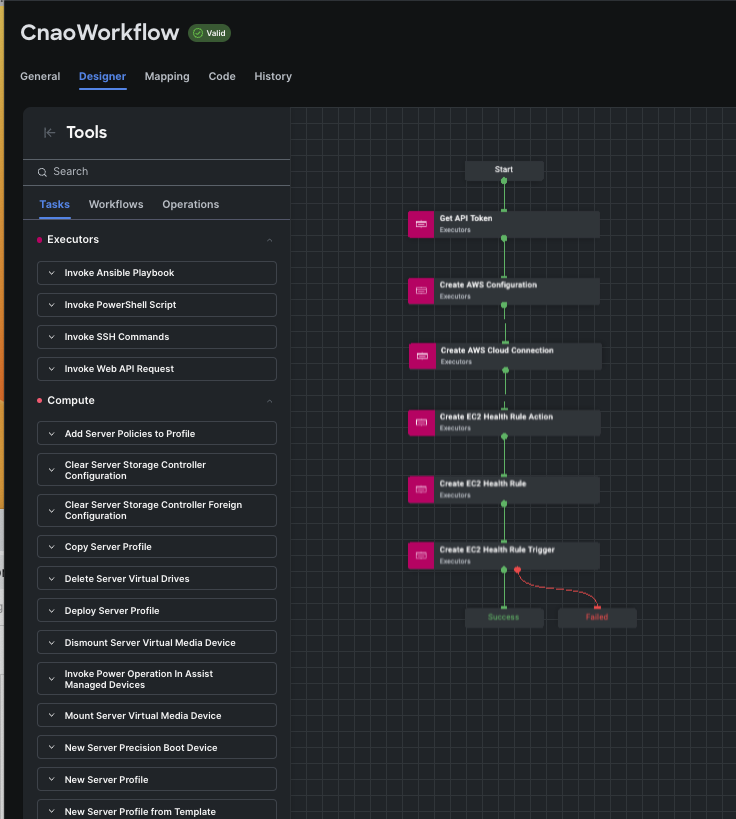 CnaoWorkflow
Valid
General Designer Mapping Code History
Tools
Search
Tasks Workflows Operations
Executors
Invoke Ansible Playbook
Invoke PowerShell Script
Invoke SSH Commands
Invoke Web API Request
Compute
Add Server Policies to Profile
Clear Server Storage Controller
Configuration
Clear Server Storage Controller Foreign
Configuration
Copy Server Profile
Delete Server Virtual Drives
Deploy Server Profile
Dismount Server Virtual Media Device
Invoke Power Operation In Assist
Managed Devices
Mount Server Virtual Media Device
New Server Precision Boot Device
New Server Profile
New Server Profile from Template
Start
Get API Token
Executors
Create AWS Configuration
Executors
Create AWS Cloud Connection
Executors
Create EC2 Health Rule Action
Executors
Create EC2 Health Rule
Executors
Create EC2 Health Rule Trigger
Executors
Success
Failed